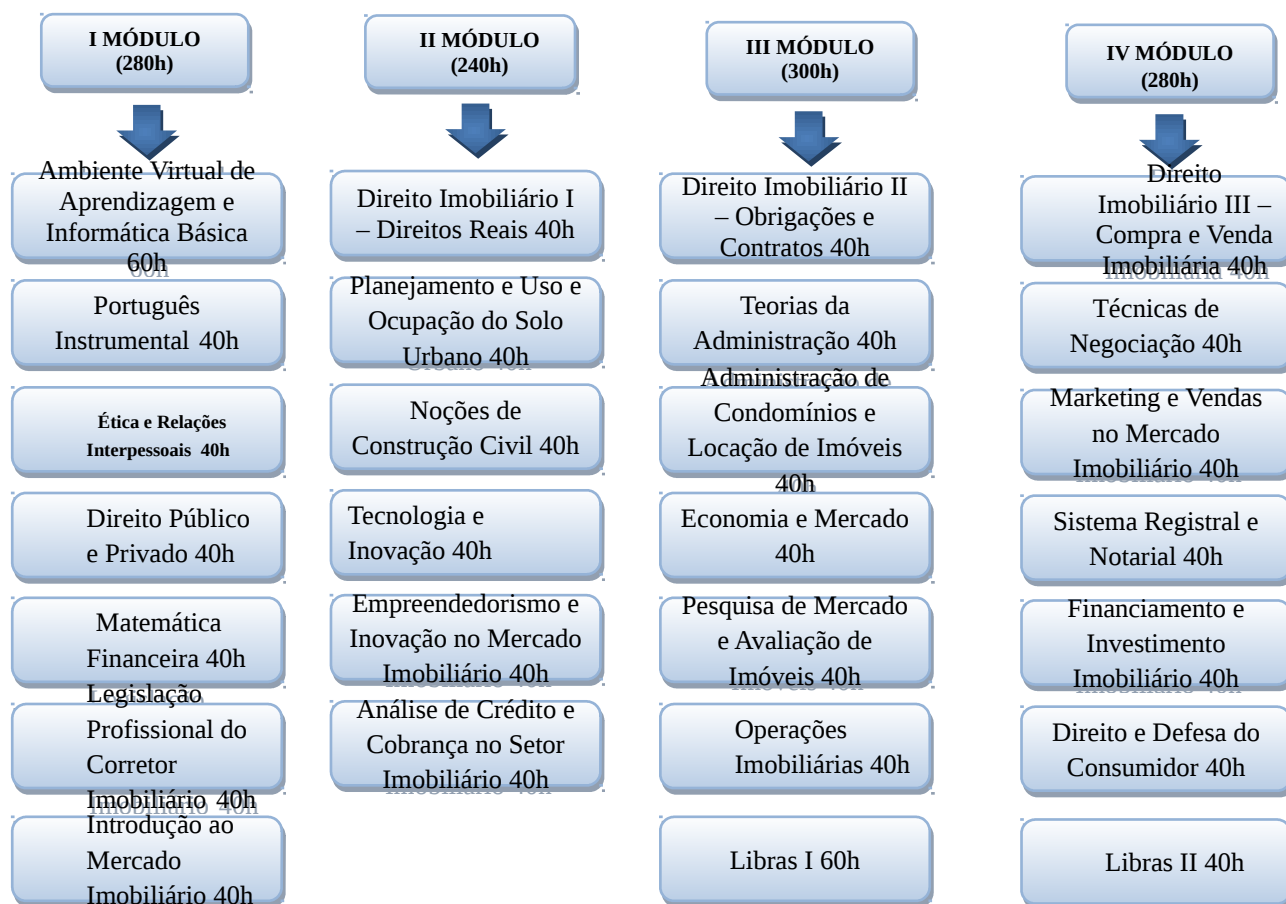 I MÓDULO
(280h)
Ambiente Virtual de
Aprendizagem e
Informática Básica
60h
Português
Instrumental 40h
Ética e Relações
Interpessoais 40h
Direito Público
e Privado 40h
Matemática
Financeira 40h
Legislação
Profissional do
Corretor
Imobiliário 40h
Introdução ao
Mercado
Imobiliário 40h
II MÓDULO
(240h)
Direito Imobiliário I
– Direitos Reais 40h
Planejamento e Uso e
Ocupação do Solo
Urbano 40h
Noções de
Construção Civil 40h
Tecnologia e
Inovação 40h
Empreendedorismo e
Inovação no Mercado
Imobiliário 40h
Análise de Crédito e
Cobrança no Setor
Imobiliário 40h
III MÓDULO
(300h)
Direito Imobiliário II
– Obrigações e
Contratos 40h
Teorias da
Administração 40h
Administração de
Condomínios e
Locação de Imóveis
40h
Economia e Mercado
40h
Pesquisa de Mercado
e Avaliação de
Imóveis 40h
Operações
Imobiliárias 40h
Libras I 60h
IV MÓDULO
(280h)
Direito
Imobiliário III –
Compra e Venda
Imobiliária 40h
Técnicas de
Negociação 40h
Marketing e Vendas
no Mercado
Imobiliário 40h
Sistema Registral e
Notarial 40h
Financiamento e
Investimento
Imobiliário 40h
Direito e Defesa do
Consumidor 40h
Libras II 40h